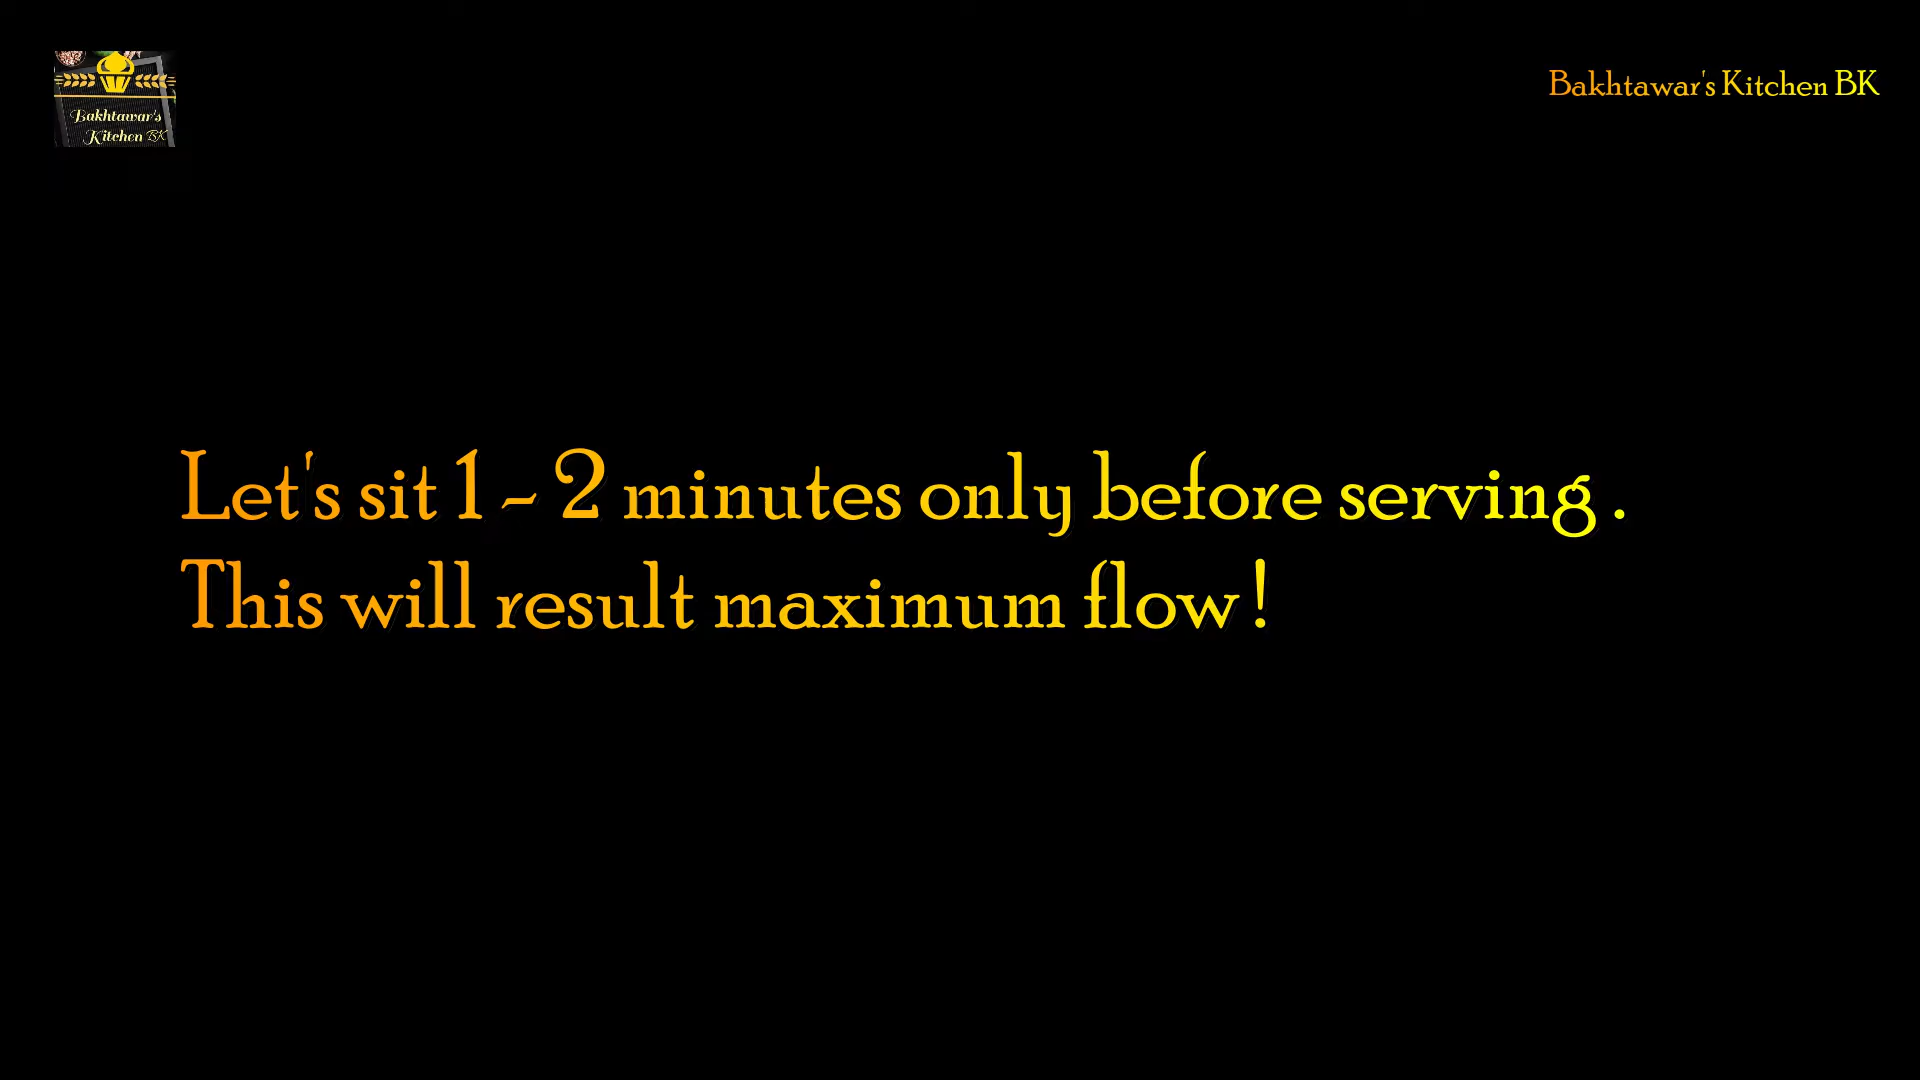 Bakhtawar's
Kitchen BK
Bakhtawar's Kitchen BK
Let's sit 1 - 2 minutes only before serving .
This will result maximum flow !